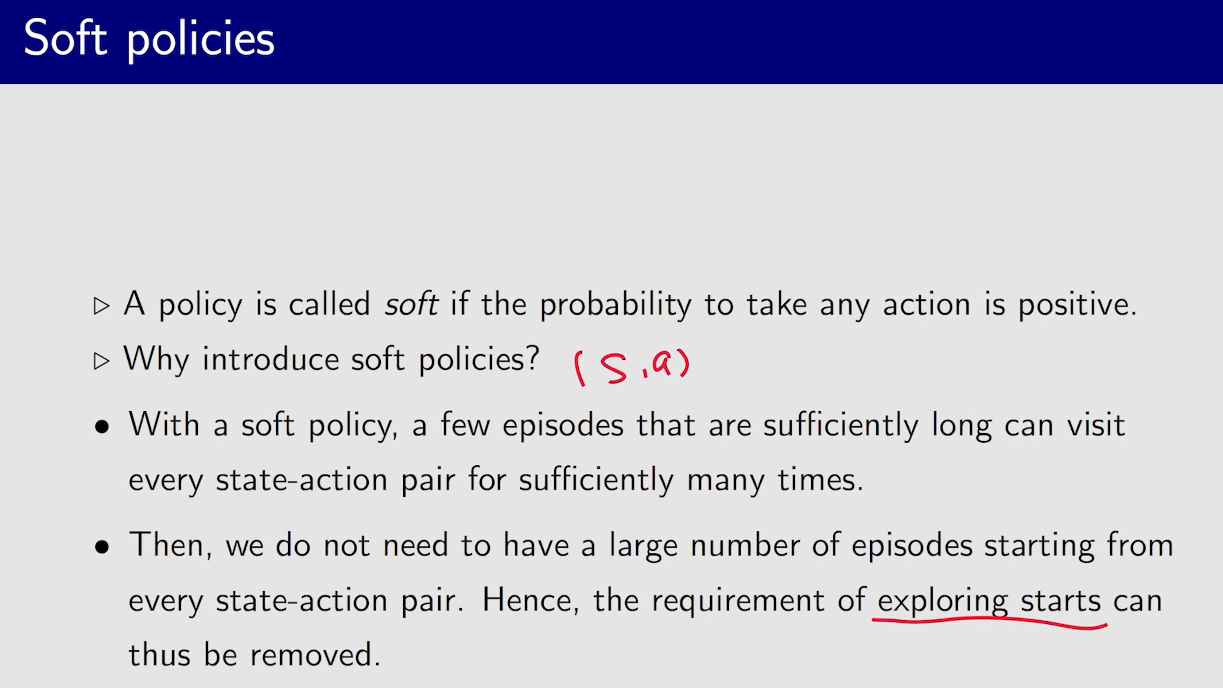 Soft policies
▷ A policy is called soft if the probability to take any action is positive.
▷ Why introduce soft policies? (s,a)
• With a soft policy, a few episodes that are sufficiently long can visit
every state-action pair for sufficiently many times.
• Then, we do not need to have a large number of episodes starting from
every state-action pair. Hence, the requirement of exploring starts can
thus be removed.